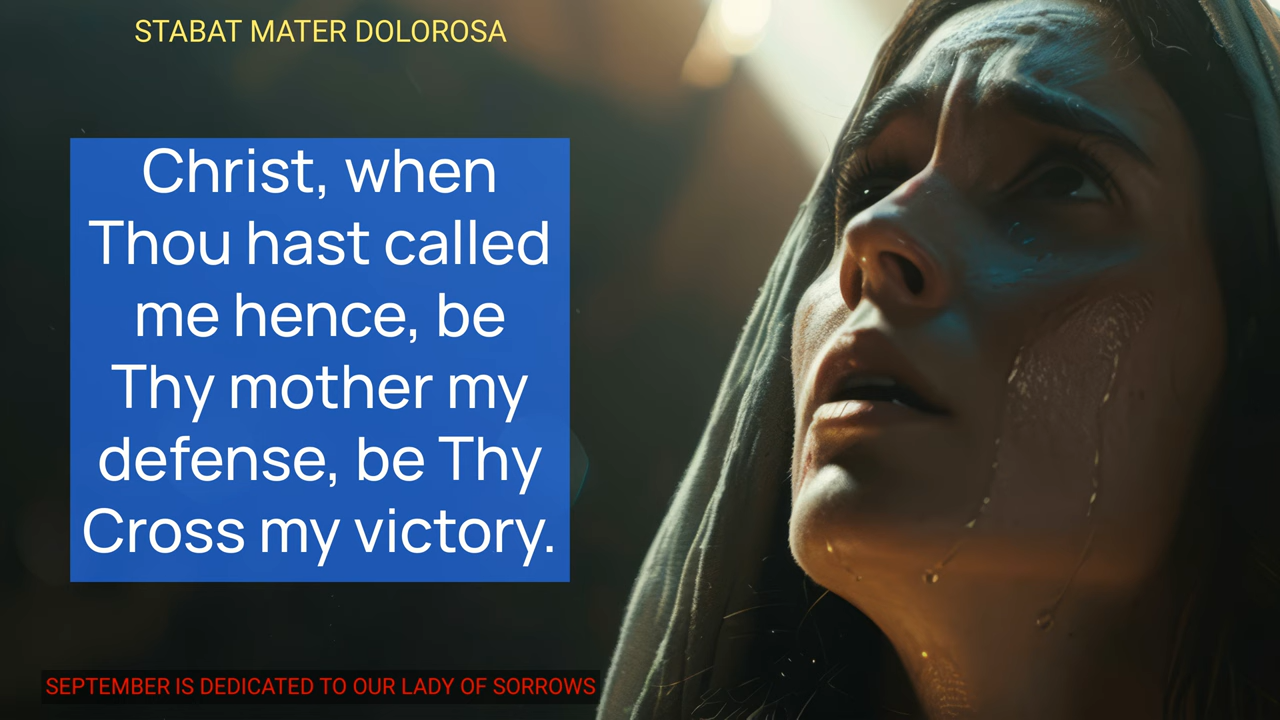 STABAT MATER DOLOROSA
Christ, when
Thou hast called
me hence, be
Thy mother my
defense, be Thy
Cross my victory.
SEPTEMBER IS DEDICATED TO OUR LADY OF SORROWS